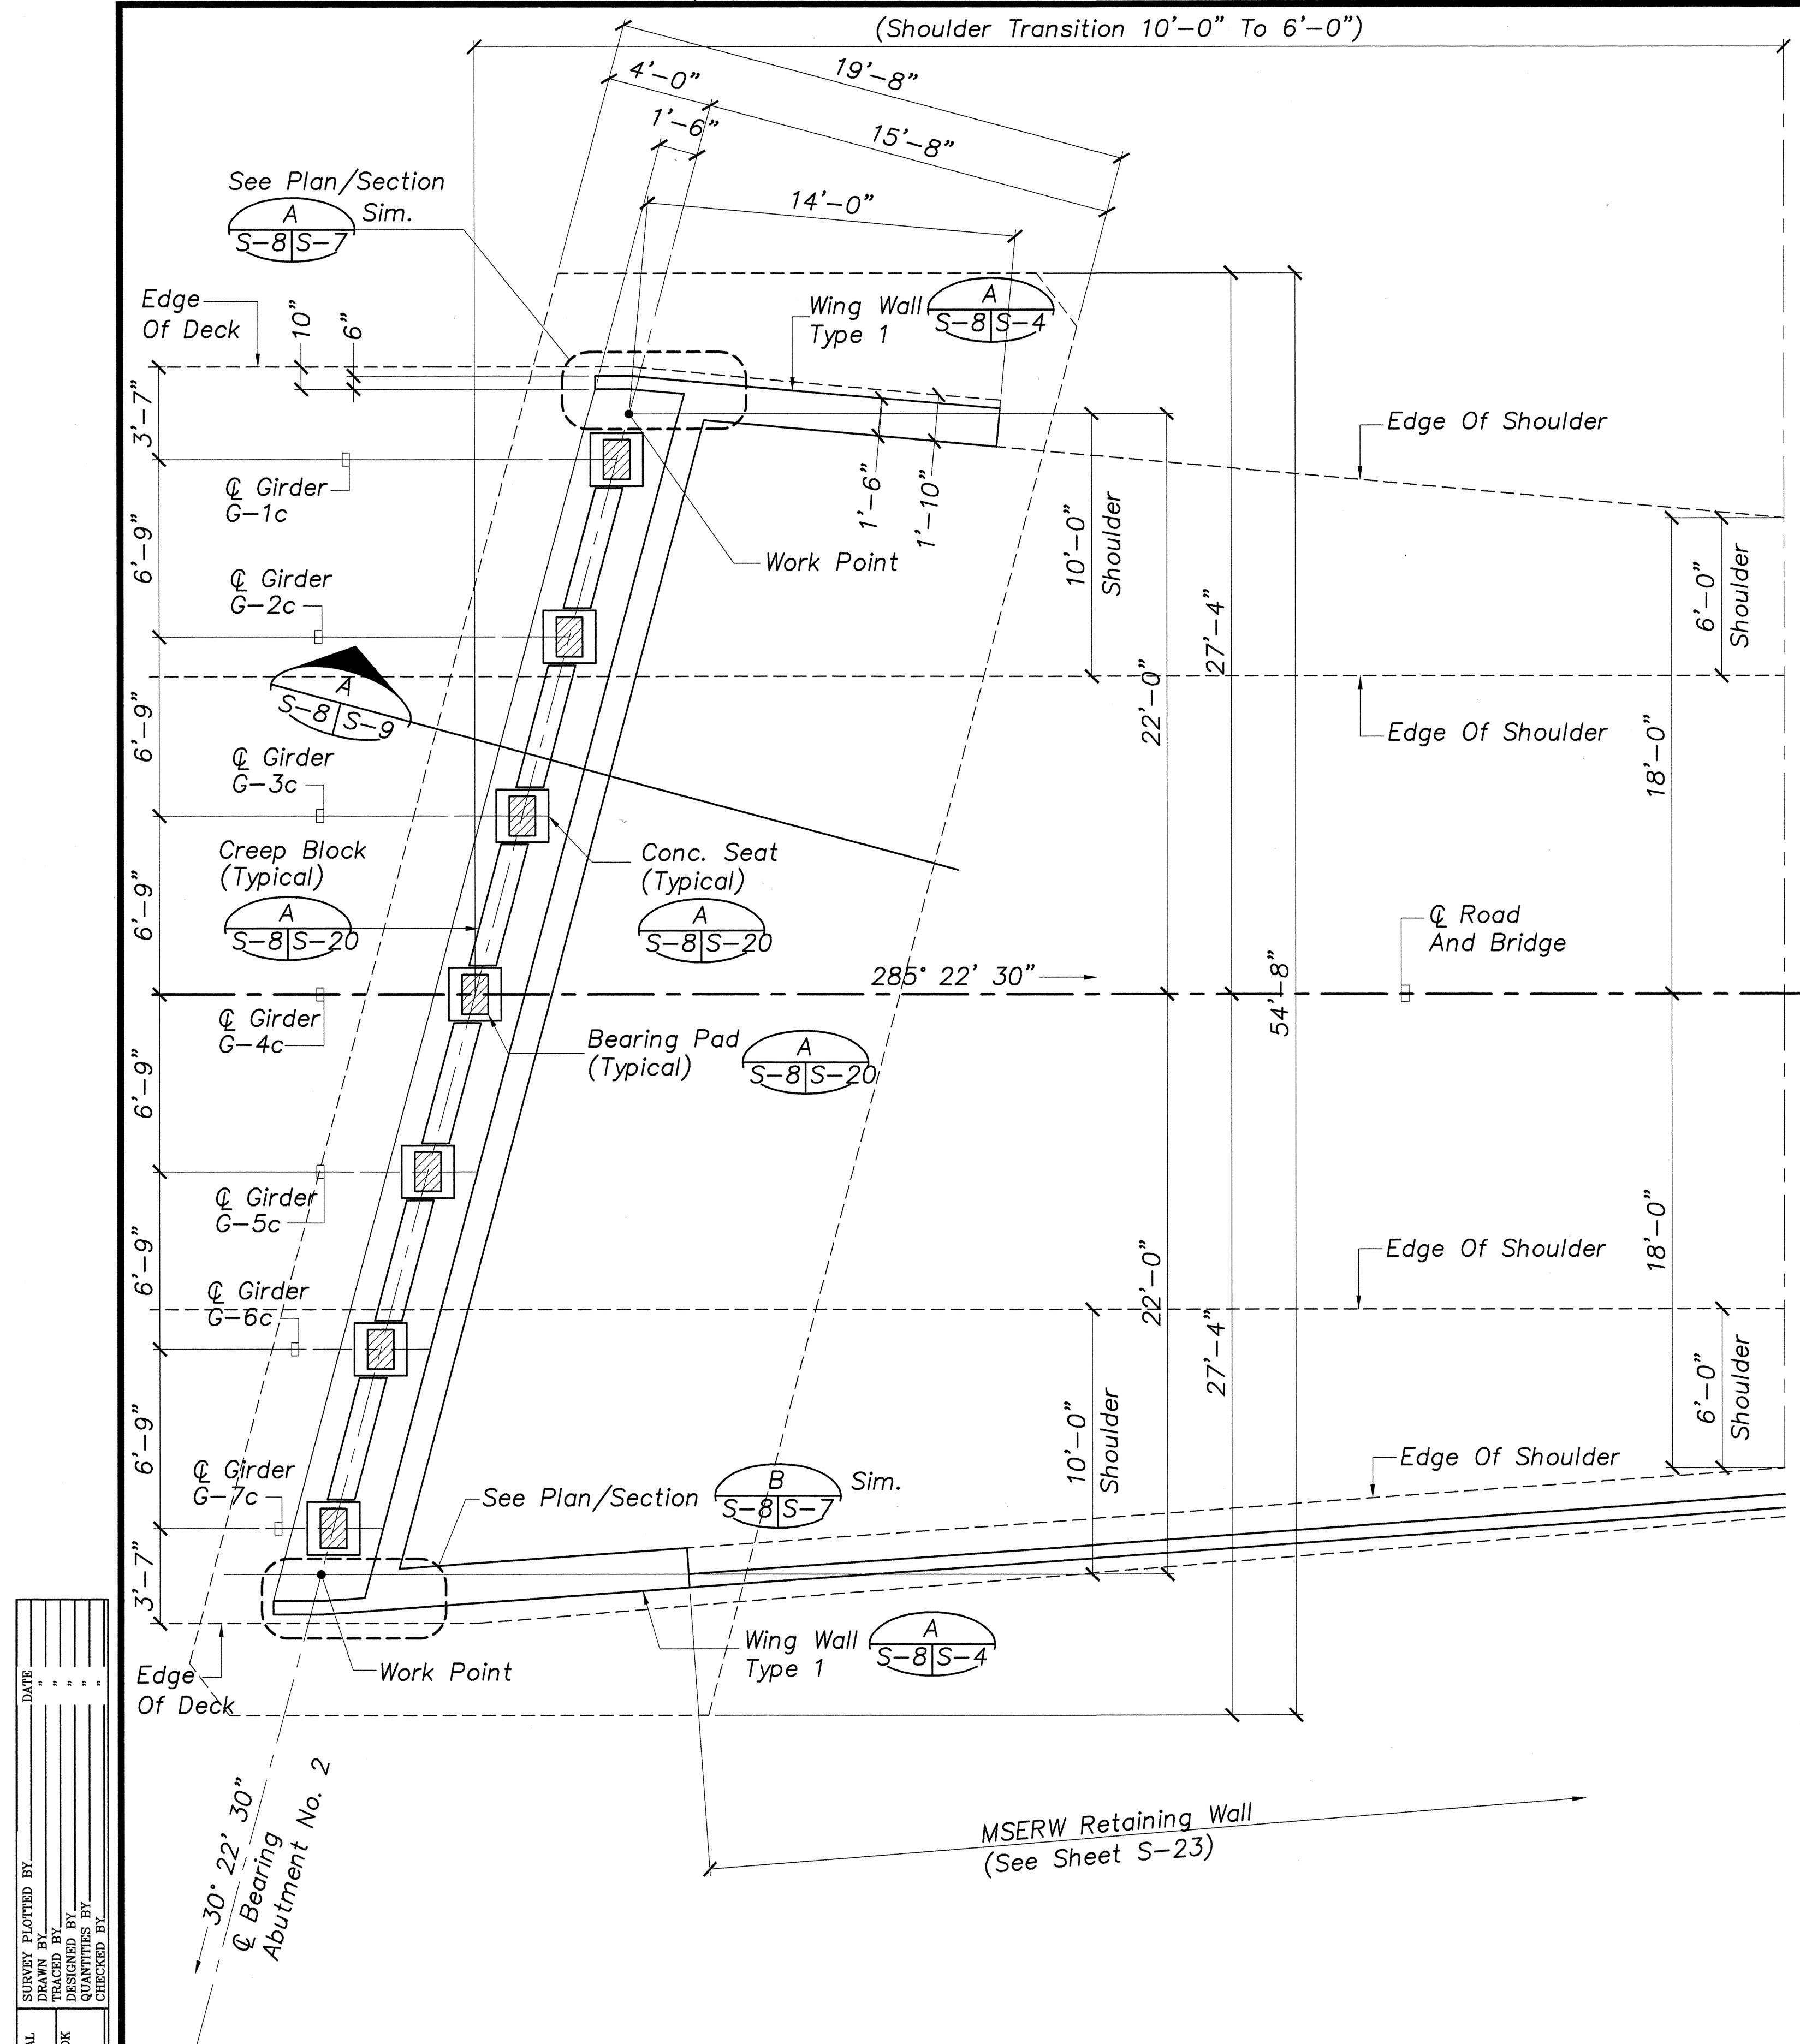 (Shoulder Transition 10'-0" To 6'-0")
19'-8"
4'-0"
15'-8"
1'-6"
14'-0"
See Plan/Section
A
Sim.
S-8 S-7
Edge
Of Deck
10"
6"
Wing Wall
Type 1
A
S-8 S-4
3'-7"
Edge Of Shoulder
℄ Girder
G-1c
1'-6"
1'-10"
10'-0"
Shoulder
Work Point
6'-9"
℄ Girder
G-2c
27'-4"
6'-0"
Shoulder
22'-0"
A
S-8 S-9
6'-9"
Edge Of Shoulder
18'-0"
℄ Girder
G-3c
Creep Block
(Typical)
A
S-8 S-20
Conc. Seat
(Typical)
A
S-8 S-20
6'-9"
℄ Road
And Bridge
285° 22' 30"
54'-8"
℄ Girder
G-4c
Bearing Pad
(Typical)
A
S-8 S-20
6'-9"
℄ Girder
G-5c
18'-0"
6'-9"
Edge Of Shoulder
22'-0"
℄ Girder
G-6c
27'-4"
6'-0"
Shoulder
6'-9"
10'-0"
Shoulder
Edge Of Shoulder
℄ Girder
G-7c
See Plan/Section
B
Sim.
S-8 S-7
3'-7"
Wing Wall
Type 1
A
S-8 S-4
Work Point
Edge
Of Deck
30° 22' 30"
℄ Bearing
Abutment No. 2
MSERW Retaining Wall
(See Sheet S-23)
SURVEY PLOTTED BY DATE
DRAWN BY "
TRACED BY "
DESIGNED BY "
QUANTITIES BY "
CHECKED BY "